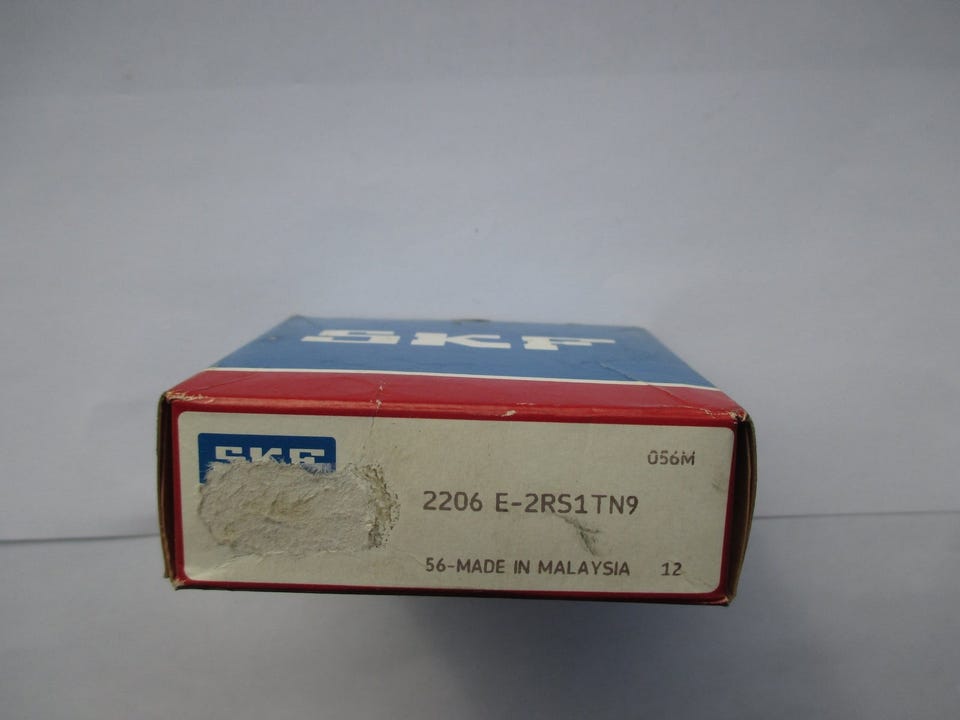 SKF
SKF
056M
2206 E-2RS1TN9
56-MADE IN MALAYSIA 12